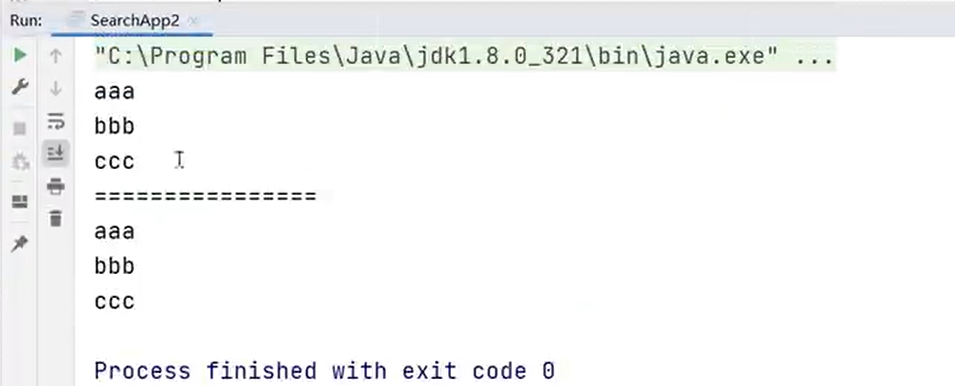 Run: SearchApp2 ×
"C:\Program Files\Java\jdk1.8.0_321\bin\java.exe" ...
aaa
bbb
ccc
================
aaa
bbb
ccc
Process finished with exit code 0